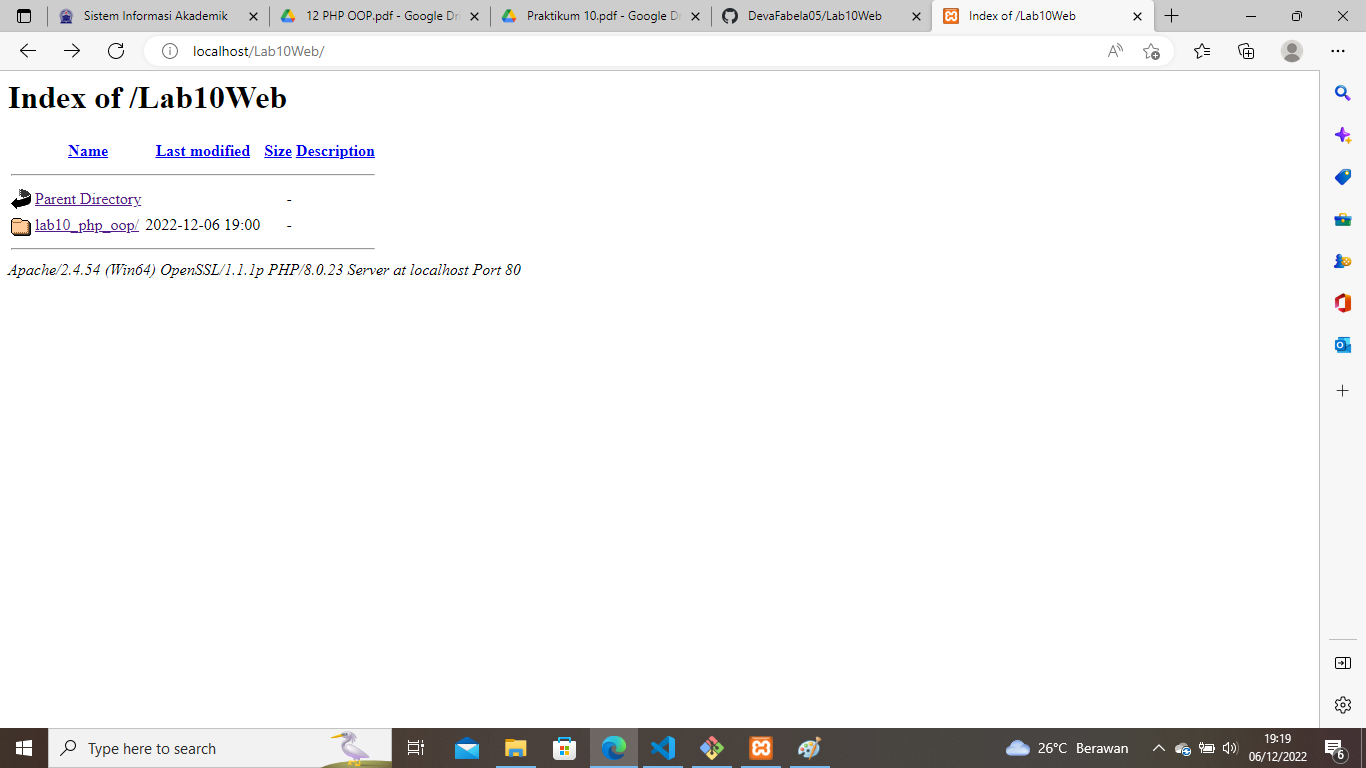 Sistem Informasi Akademik
12 PHP OOP.pdf - Google Dri
Praktikum 10.pdf - Google D
DevaFabela05/Lab10Web
Index of /Lab10Web
localhost/Lab10Web/
Index of /Lab10Web
Name Last modified Size Description
Parent Directory -
lab10_php_oop/ 2022-12-06 19:00 -
Apache/2.4.54 (Win64) OpenSSL/1.1.1p PHP/8.0.23 Server at localhost Port 80
Type here to search
26°C Berawan
19:19
06/12/2022
6